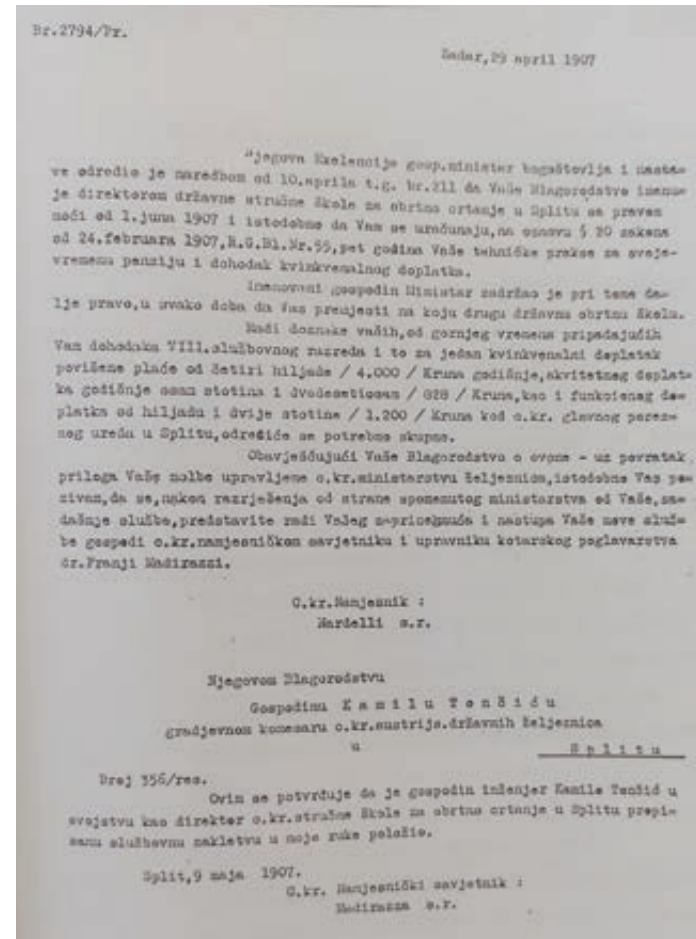 Br.2794/Pr.
Zadar,29 april 1907
"jegova Exelencija gosp.ministar bogoštovlja i nasta=
ve odredio je naredbom od 10.aprila t.g. br.211 da Vaše Blagorodstvo imenu=
je direktorom državne stručne škole za obrtno crtanje u Splitu sa pravom
moći od 1.juna 1907 i istodobno da Vam se uračunaju,na osnovu § 20 zakona
od 24.februara 1907,R.G.Bl.Nr.55,pet godina Vaše tehničke prakse za svoje-
vremenu penziju i dohodak kvinkvenalnog doplatka.
Imenovani gospodin Ministar zadržao je pri tome da=
lje pravo,u svako doba da Vas premjesti na koju drugu državnu obrtnu školu.
Radi doznake vaših,od gornjeg vremena pripadajućih
Vam dohodaka VIII.službovnog razreda i to za jedan kvinkvenalni doplatak
povišene plaće od četiri hiljade / 4.000 / Kruna godišnje,akvitetnog doplat=
ka godišnje osam stotina i dvadesetiosam / 828 / Kruna,kao i funkcionog do=
platka od hiljadu i dvije stotine / 1.200 / Kruna kod c.kr. glavnog porez=
nog ureda u Splitu,odrediće se potrebno skupno.
Obavješćujući Vaše Blagorodstvo o ovome - uz povratak
priloga Vaše molbe upravljene c.kr.ministarstvu željeznica,istodobno Vas po=
zivam,da se,nakon razrješenja od strane spomenutog ministarstva od Vaše,sa=
dašnje službe,predstavite radi Vašeg zaprisegnuća i nastupa Vaše nove služ=
be gospodi c.kr.namjesničkom savjetniku i upravniku kotarskog poglavarstva
dr.Franji Madirazzi.
C.kr.Namjesnik :
Nardelli s.r.
Njegovom Blagorodstvu
Gospodinu K a m i l u T o n č i ć u
gradjevnom komesaru c.kr.austrijs.državnih željeznica
u
S p l i t u
Broj 356/res.
Ovim se potvrđuje da je gospodin inženjer Kamilo Tončić u
svojstvu kao direktor c.kr.stručne škole za obrtno crtanje u Splitu propi=
sanu službovnu zakletvu u moje ruke položio.
Split,9 maja 1907.
C.kr. Namjesnički savjetnik :
Madirazza s.r.